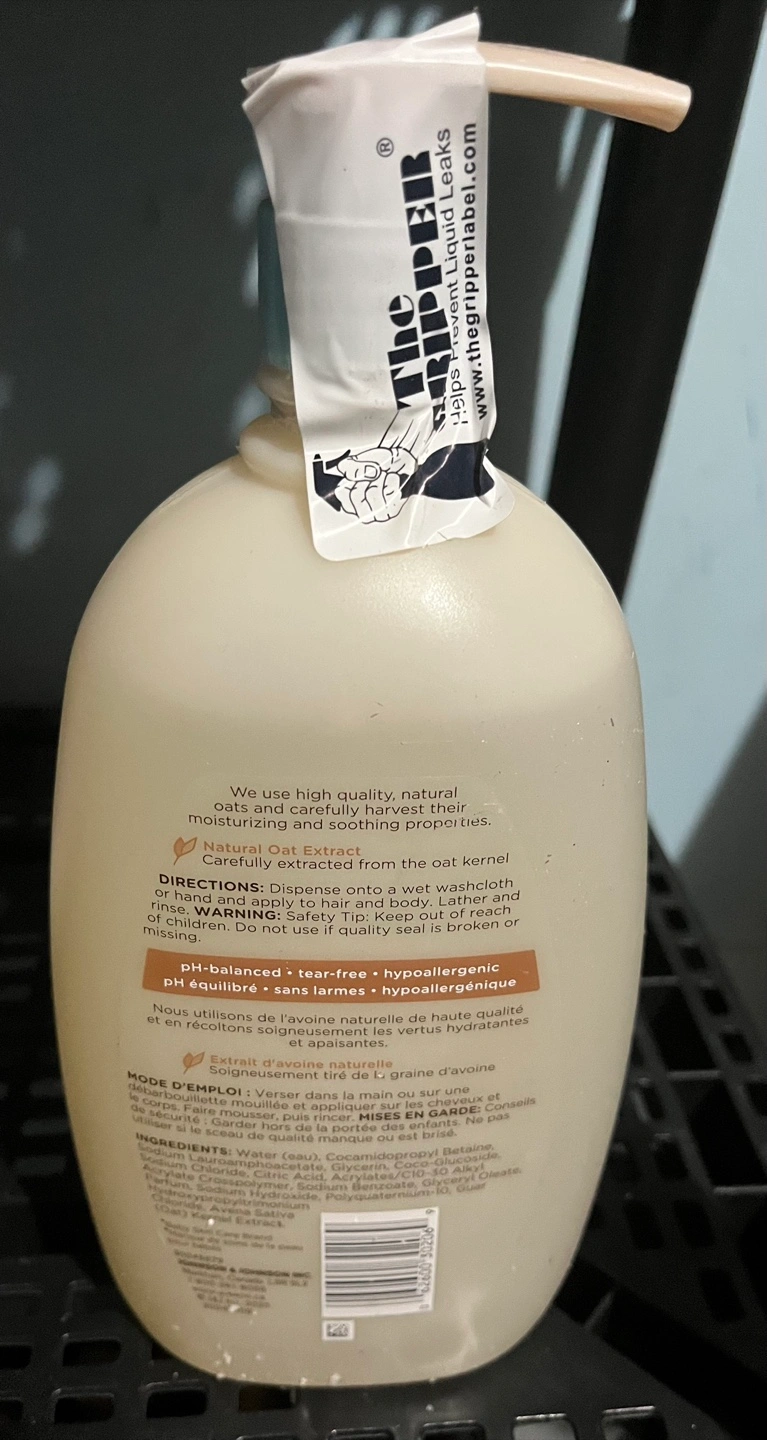 The
GRIPPER
®
Helps Prevent Liquid Leaks
www.thegripperlabel.com
We use high quality, natural
oats and carefully harvest their
moisturizing and soothing properties.
Natural Oat Extract
Carefully extracted from the oat kernel
DIRECTIONS: Dispense onto a wet washcloth
or hand and apply to hair and body. Lather and
rinse. WARNING: Safety Tip: Keep out of reach
of children. Do not use if quality seal is broken or
missing.
pH-balanced • tear-free • hypoallergenic
pH équilibré • sans larmes • hypoallergénique
Nous utilisons de l'avoine naturelle de haute qualité
et en récoltons soigneusement les vertus hydratantes
et apaisantes.
Extrait d'avoine naturelle
Soigneusement tiré de la graine d'avoine
MODE D'EMPLOI : Verser dans la main ou sur une
débarbouillette mouillée et appliquer sur les cheveux et
le corps. Faire mousser, puis rincer. MISES EN GARDE: Conseils
de sécurité : Garder hors de la portée des enfants. Ne pas
utiliser si le sceau de qualité manque ou est brisé.
INGREDIENTS: Water (eau), Cocamidopropyl Betaine,
Sodium Lauroamphoacetate, Glycerin, Coco-Glucoside,
Sodium Chloride, Citric Acid, Acrylates/C10-30 Alkyl
Acrylate Crosspolymer, Sodium Benzoate, Glyceryl Oleate,
Parfum, Sodium Hydroxide, Polyquaternium-10, Guar
Hydroxypropyltrimonium
Chloride, Avena Sativa
(Oat) Kernel Extract.
JOHNSON & JOHNSON INC.
0 62600 30206 9